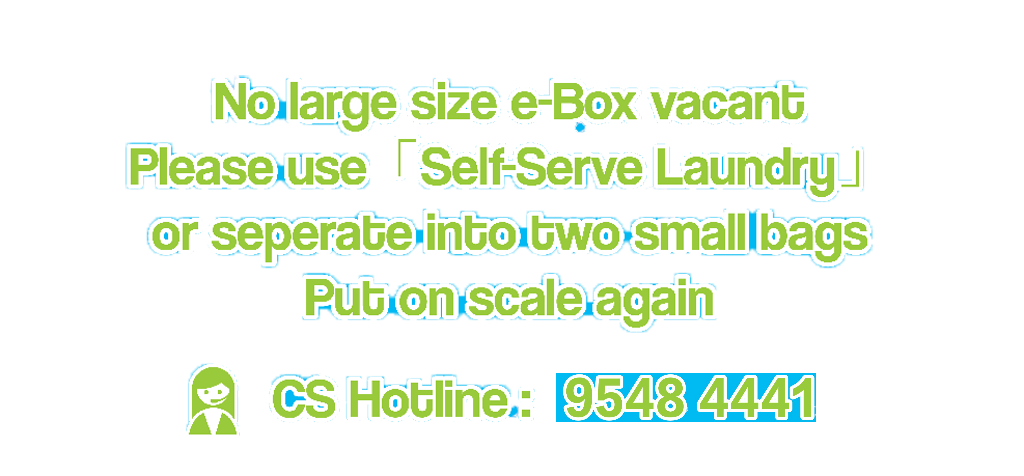 No large size e-Box vacant
Please use「Self-Serve Laundry」
or seperate into two small bags
Put on scale again
CS Hotline : 9548 4441